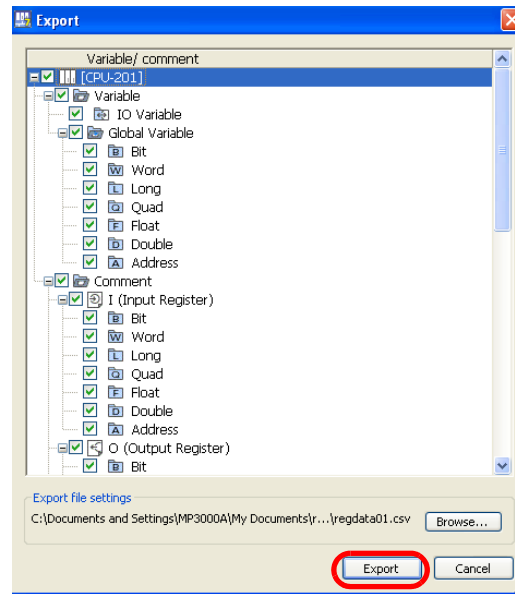 Export
Variable/ comment
[CPU-201]
Variable
IO Variable
Global Variable
B Bit
W Word
L Long
Q Quad
F Float
D Double
A Address
Comment
I (Input Register)
B Bit
W Word
L Long
Q Quad
F Float
D Double
A Address
O (Output Register)
B Bit
Export file settings
C:\Documents and Settings\MP3000A\My Documents\r...\regdata01.csv Browse...
Export Cancel